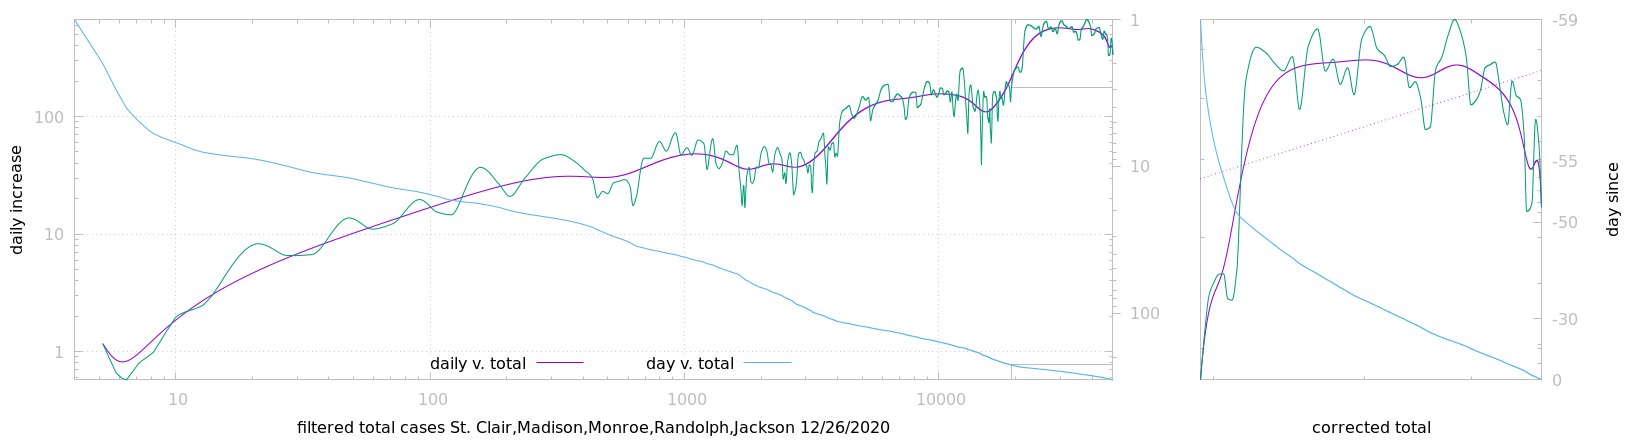 daily increase
100
10
1
10
100
1000
10000
1
10
100
daily v. total
day v. total
filtered total cases St. Clair,Madison,Monroe,Randolph,Jackson 12/26/2020
-59
-55
-50
-30
0
day since
corrected total